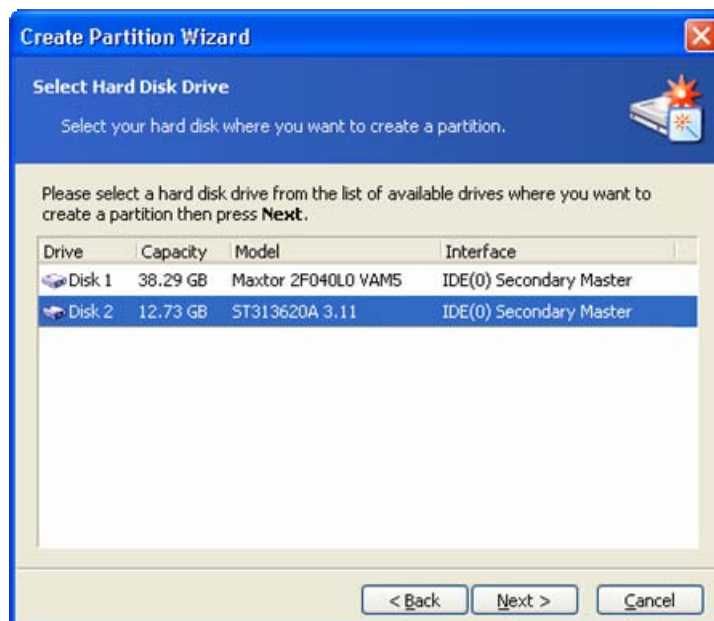 Create Partition Wizard
Select Hard Disk Drive
Select your hard disk where you want to create a partition.
Please select a hard disk drive from the list of available drives where you want to
create a partition then press Next.
Drive Capacity Model Interface
Disk 1 38.29 GB Maxtor 2F040L0 VAM5 IDE(0) Secondary Master
Disk 2 12.73 GB ST313620A 3.11 IDE(0) Secondary Master
< Back Next > Cancel